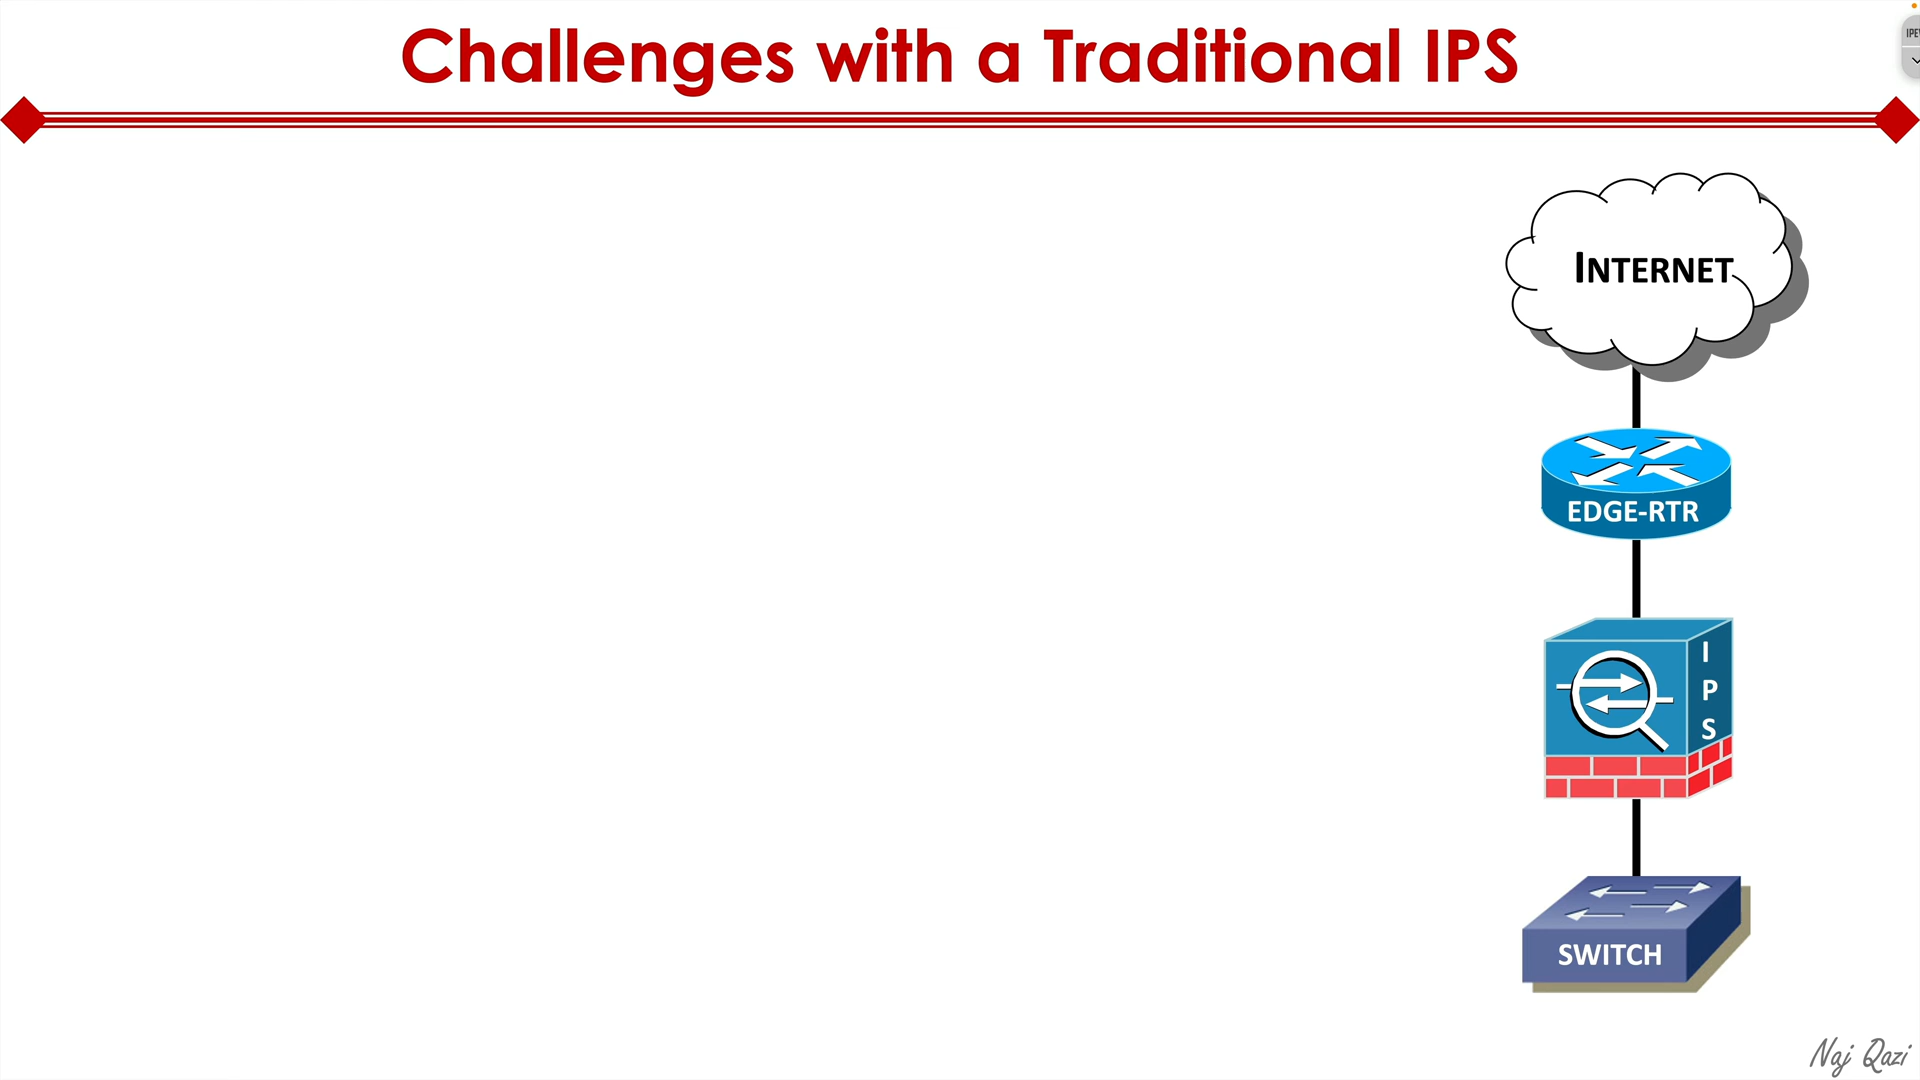 Challenges with a Traditional IPS
INTERNET
EDGE-RTR
I
P
S
SWITCH
Naj Qazi